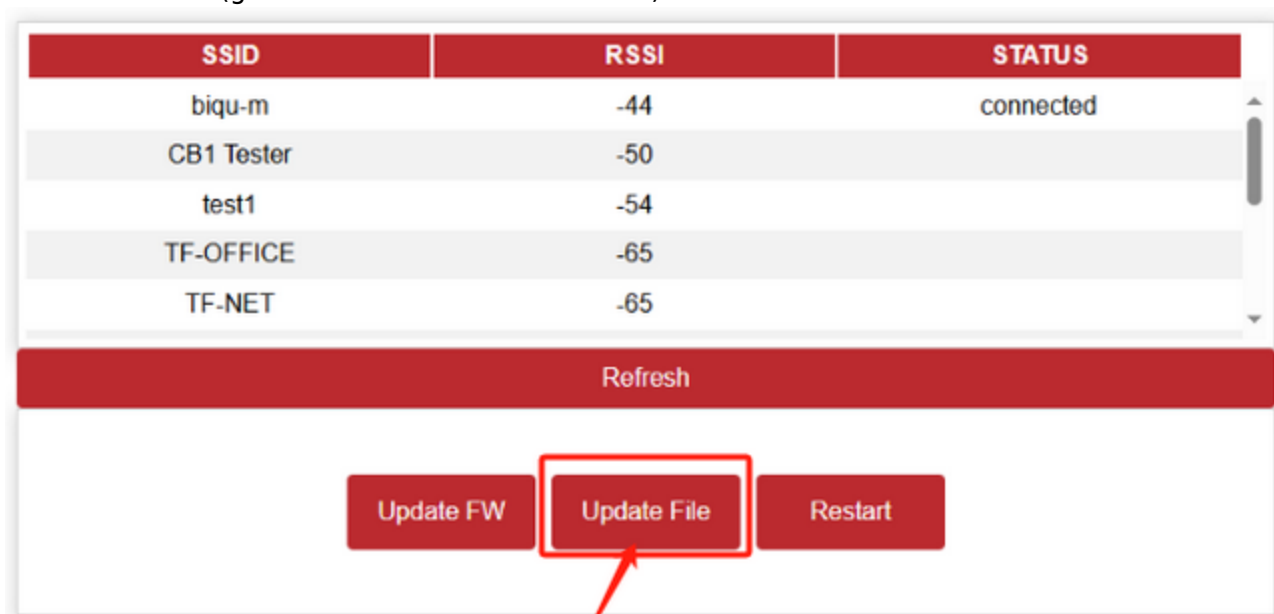 SSID RSSI STATUS
biqu-m -44 connected
CB1 Tester -50
test1 -54
TF-OFFICE -65
TF-NET -65
Refresh
Update FW Update File Restart